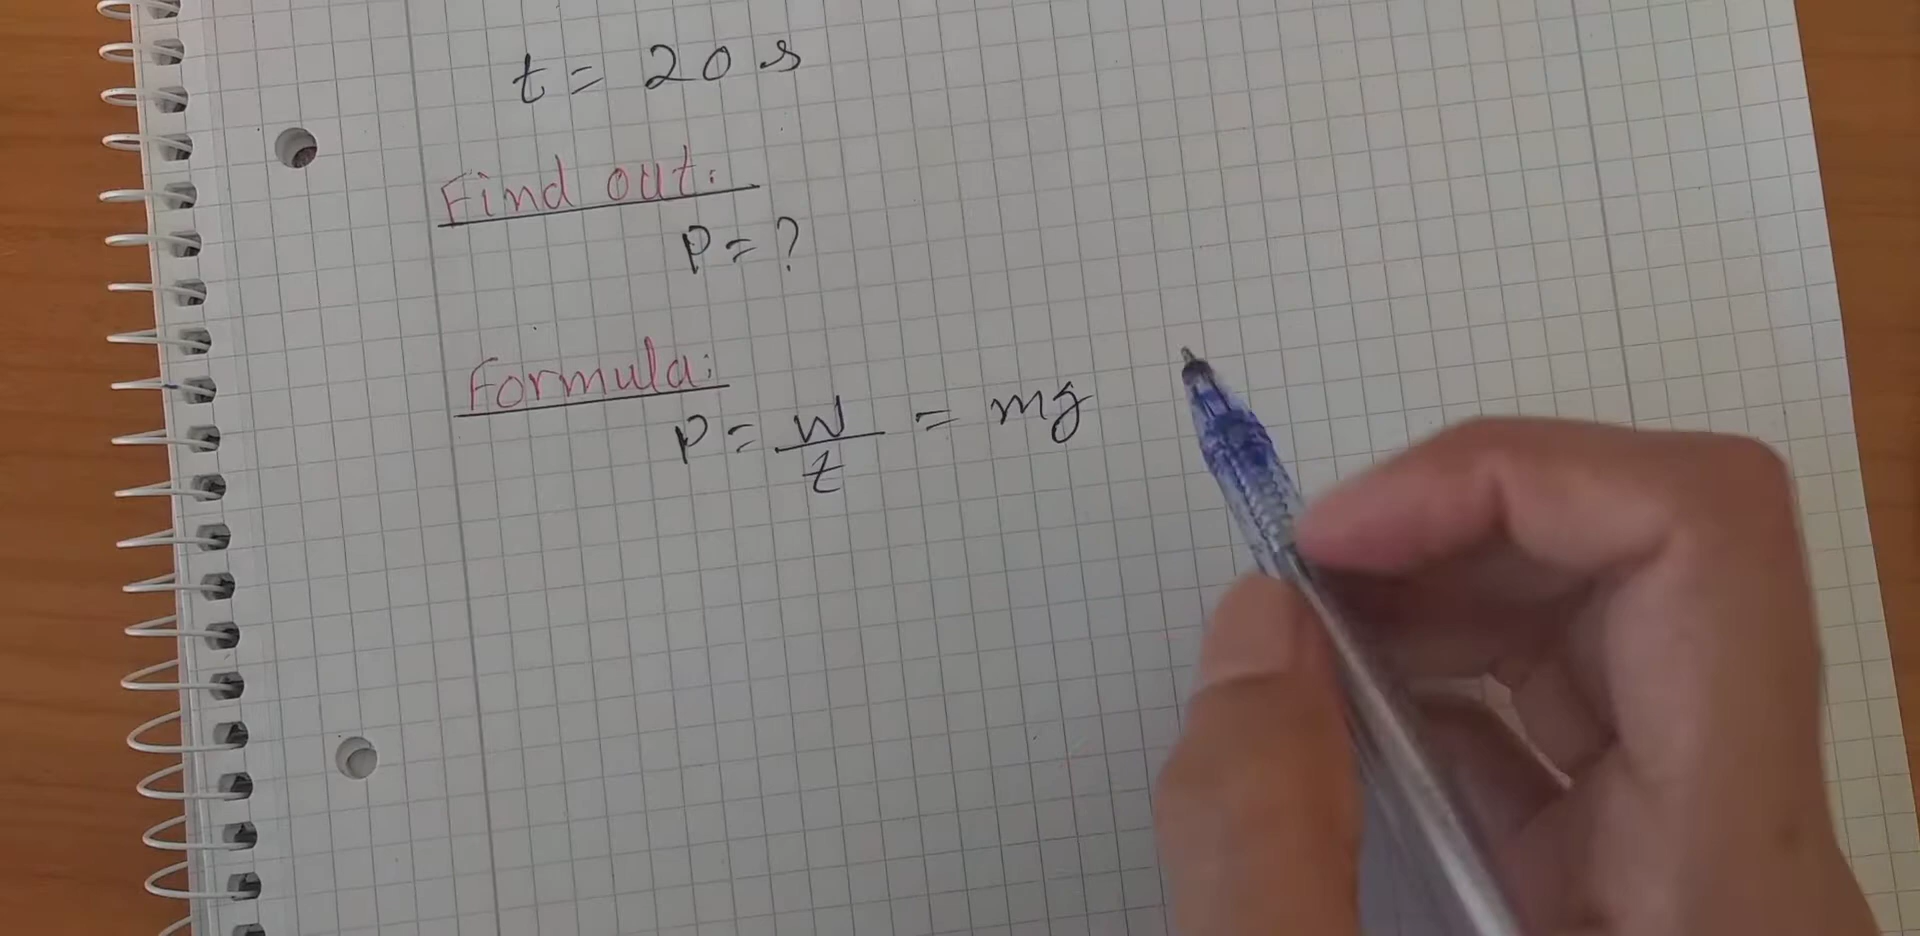 t = 20 s
Find out:
P = ?
Formula:
P = W/t = mg